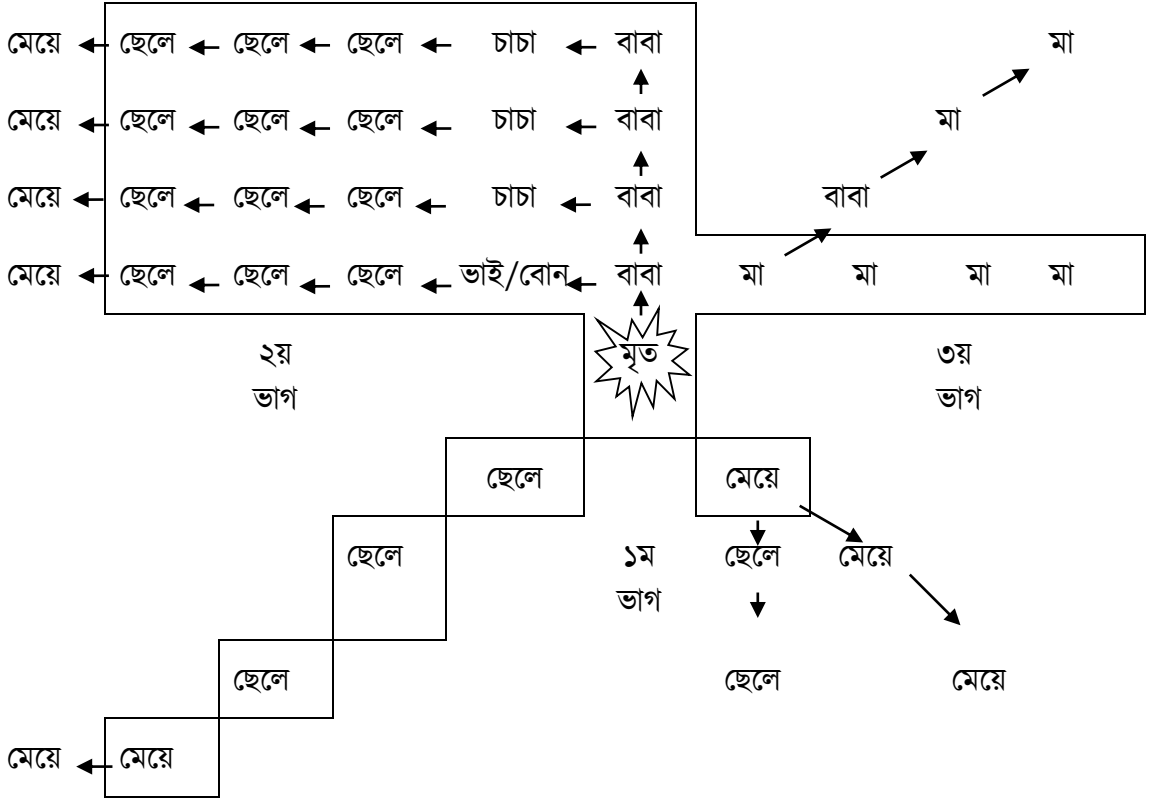 মেয়ে ছেলে ছেলে ছেলে চাচা বাবা মা
মেয়ে ছেলে ছেলে ছেলে চাচা বাবা মা
মেয়ে ছেলে ছেলে ছেলে চাচা বাবা বাবা
মেয়ে ছেলে ছেলে ছেলে ভাই/বোন বাবা মা মা মা মা
২য় মৃত ৩য়
ভাগ ভাগ
ছেলে মেয়ে
ছেলে ১ম ছেলে মেয়ে
ভাগ
ছেলে ছেলে মেয়ে
মেয়ে মেয়ে